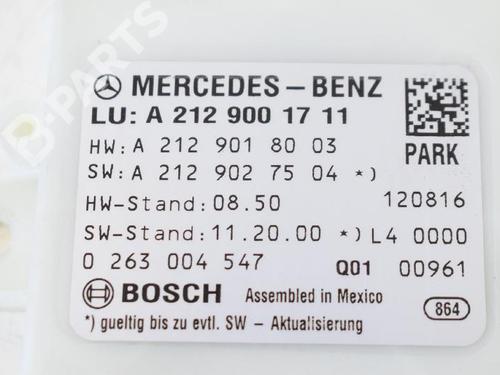 B-PARTS
MERCEDES-BENZ
LU: A 212 900 17 11
HW: A 212 901 80 03
PARK
SW: A 212 902 75 04 *)
HW-Stand: 08.50 120816
SW-Stand: 11.20.00 *) L4 0000
0 263 004 547 Q01 00961
BOSCH Assembled in Mexico 864
*) gueltig bis zu evtl. SW - Aktualisierung